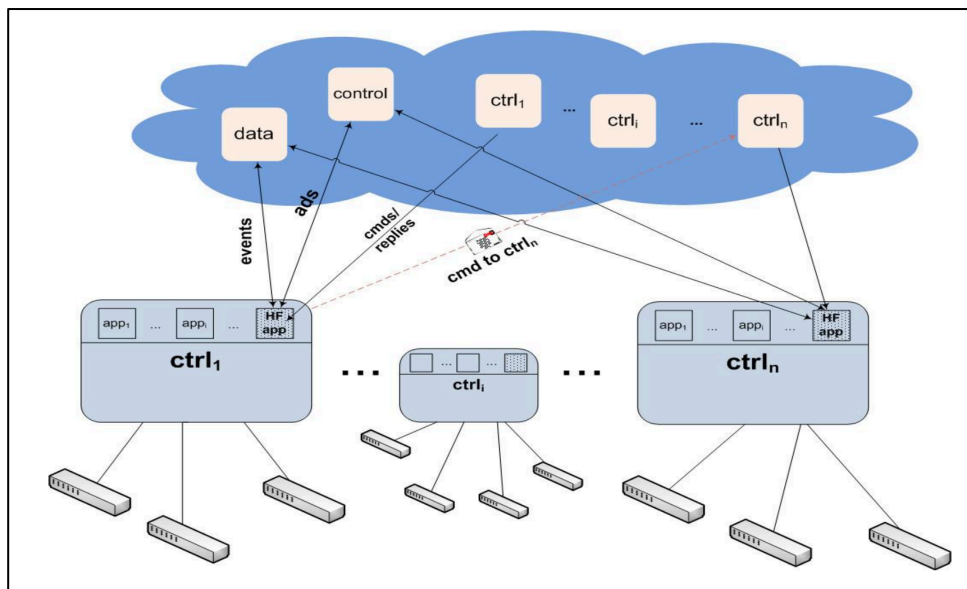 control
ctrl₁
...
ctrlᵢ
...
ctrlₙ
data
events
ads
cmds/
replies
cmd to ctrlₙ
app₁
...
appᵢ
...
HF
app
ctrl₁
...
...
...
ctrlᵢ
...
app₁
...
appᵢ
...
HF
app
ctrlₙ